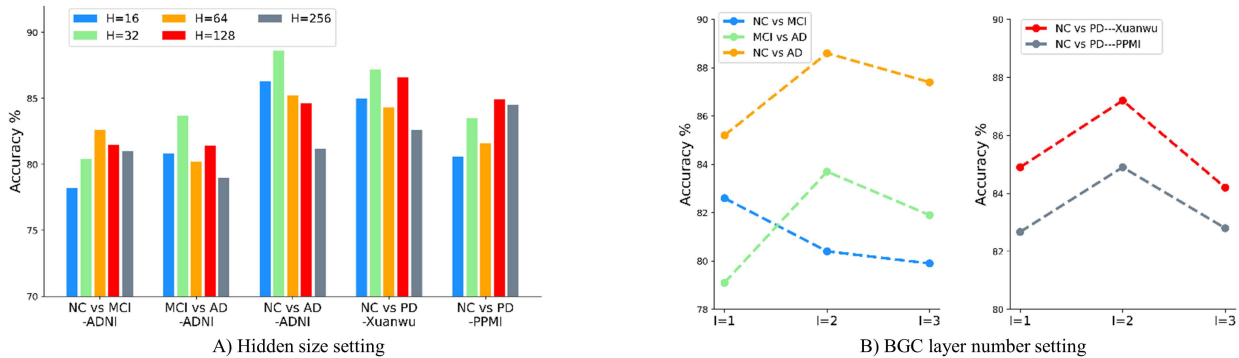 H=16
H=32
H=64
H=128
H=256
Accuracy %
90
85
80
75
70
NC vs MCI
-ADNI
MCI vs AD
-ADNI
NC vs AD
-ADNI
NC vs PD
-Xuanwu
NC vs PD
-PPMI
A) Hidden size setting
NC vs MCI
MCI vs AD
NC vs AD
Accuracy %
90
88
86
84
82
80
78
l=1
l=2
l=3
NC vs PD---Xuanwu
NC vs PD---PPMI
Accuracy %
90
88
86
84
82
80
l=1
l=2
l=3
B) BGC layer number setting